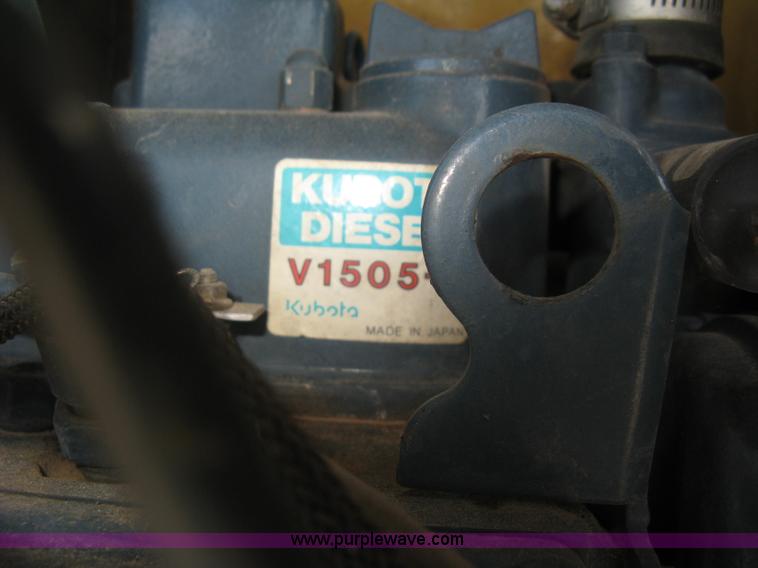 KUBOT
DIESE
V1505-
Kubota
MADE IN JAPAN
www.purplewave.com